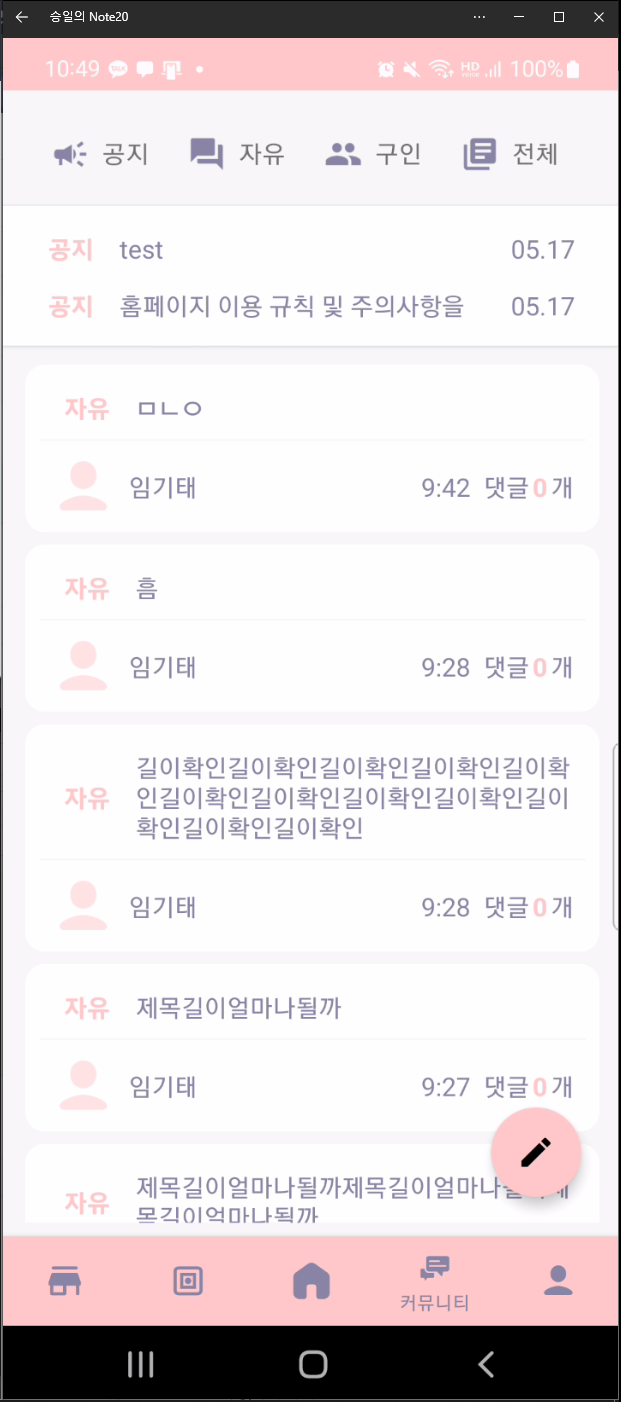 승일의 Note20
10:49 100%
공지 자유 구인 전체
공지 test 05.17
공지 홈페이지 이용 규칙 및 주의사항을 05.17
자유 ㅁㄴㅇ
임기태 9:42 댓글0개
자유 흠
임기태 9:28 댓글0개
길이확인길이확인길이확인길이확인길이확
자유 인길이확인길이확인길이확인길이확인길이
확인길이확인길이확인
임기태 9:28 댓글0개
자유 제목길이얼마나될까
임기태 9:27 댓글0개
제목길이얼마나될까제목길이얼마나
자유 목길이얼마나될까
커뮤니티